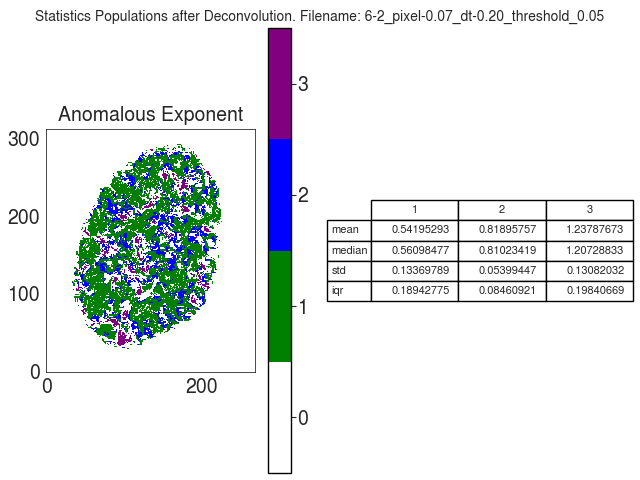 Statistics Populations after Deconvolution. Filename: 6-2_pixel-0.07_dt-0.20_threshold_0.05
Anomalous Exponent
300
200
100
0
0 200
3
2
1
0
1 2 3
mean 0.54195293 0.81895757 1.23787673
median 0.56098477 0.81023419 1.20728833
std 0.13369789 0.05399447 0.13082032
iqr 0.18942775 0.08460921 0.19840669